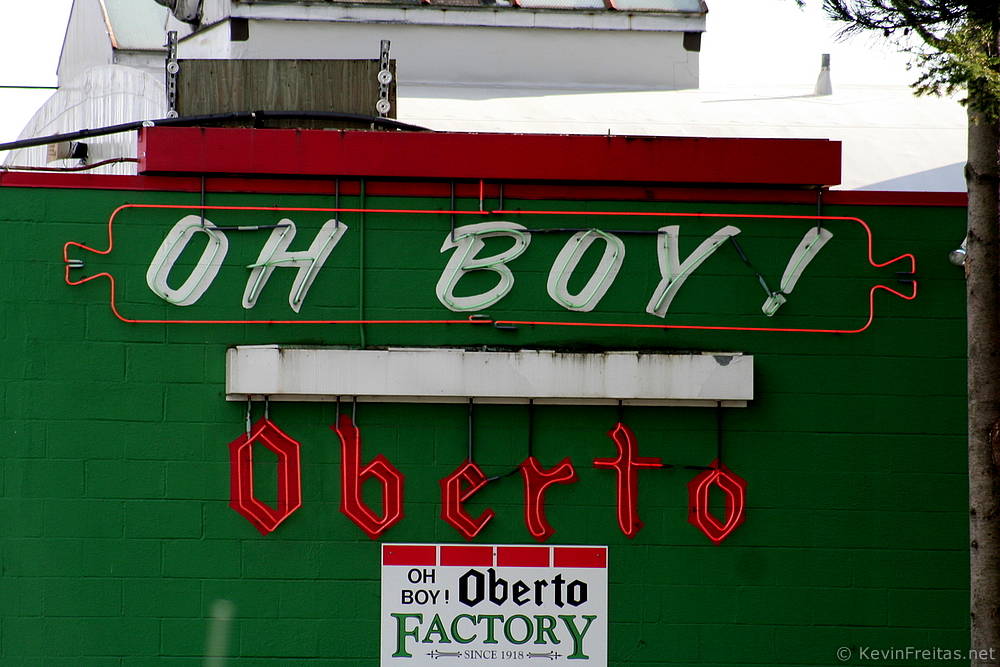 OH BOY!
Oberto
OH
BOY! Oberto
FACTORY
SINCE 1918
© KevinFreitas.net